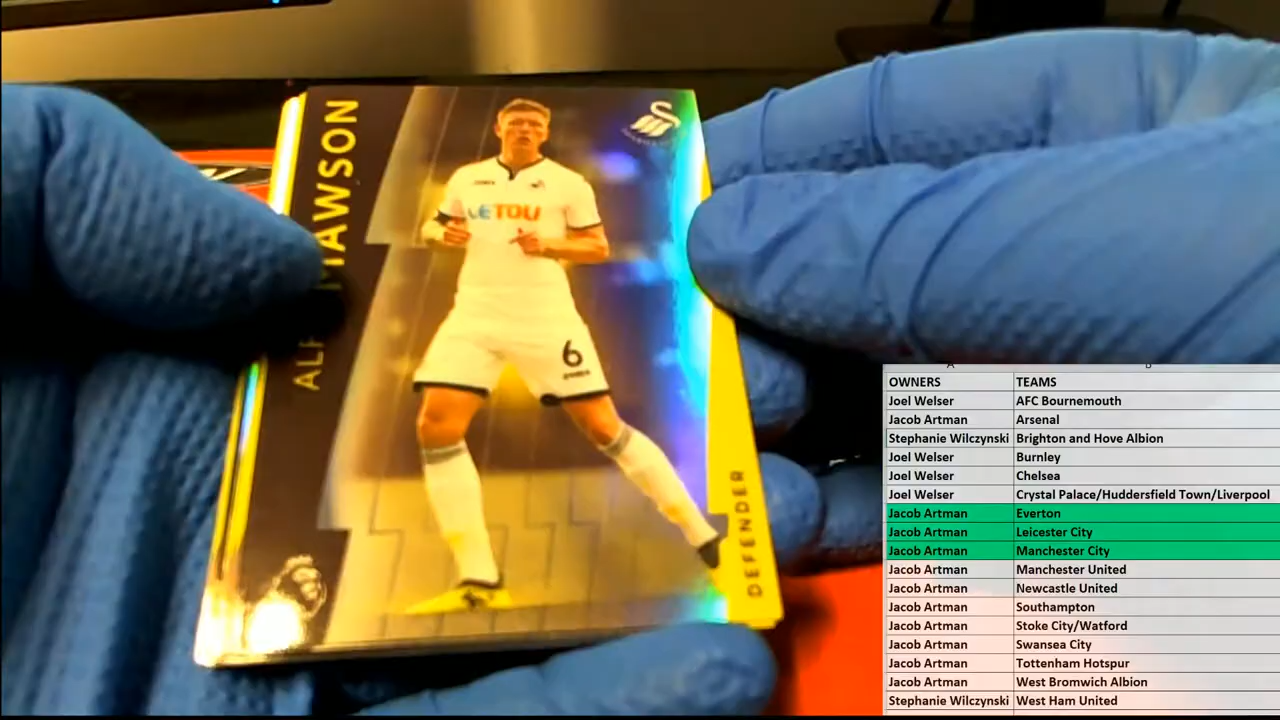 MAWSON
LETOU
6
DEFENDER
OWNERS TEAMS
Joel Welser AFC Bournemouth
Jacob Artman Arsenal
Stephanie Wilczynski Brighton and Hove Albion
Joel Welser Burnley
Joel Welser Chelsea
Joel Welser Crystal Palace/Huddersfield Town/Liverpool
Jacob Artman Everton
Jacob Artman Leicester City
Jacob Artman Manchester City
Jacob Artman Manchester United
Jacob Artman Newcastle United
Jacob Artman Southampton
Jacob Artman Stoke City/Watford
Jacob Artman Swansea City
Jacob Artman Tottenham Hotspur
Jacob Artman West Bromwich Albion
Stephanie Wilczynski West Ham United